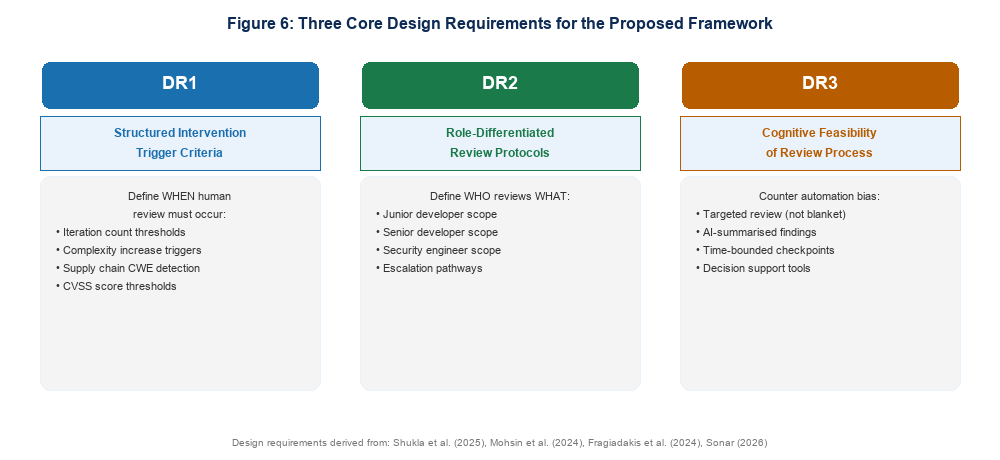 Figure 6: Three Core Design Requirements for the Proposed Framework
DR1
Structured Intervention
Trigger Criteria
Define WHEN human
review must occur:
• Iteration count thresholds
• Complexity increase triggers
• Supply chain CWE detection
• CVSS score thresholds
DR2
Role-Differentiated
Review Protocols
Define WHO reviews WHAT:
• Junior developer scope
• Senior developer scope
• Security engineer scope
• Escalation pathways
DR3
Cognitive Feasibility
of Review Process
Counter automation bias:
• Targeted review (not blanket)
• AI-summarised findings
• Time-bounded checkpoints
• Decision support tools
Design requirements derived from: Shukla et al. (2025), Mohsin et al. (2024), Fragiadakis et al. (2024), Sonar (2026)